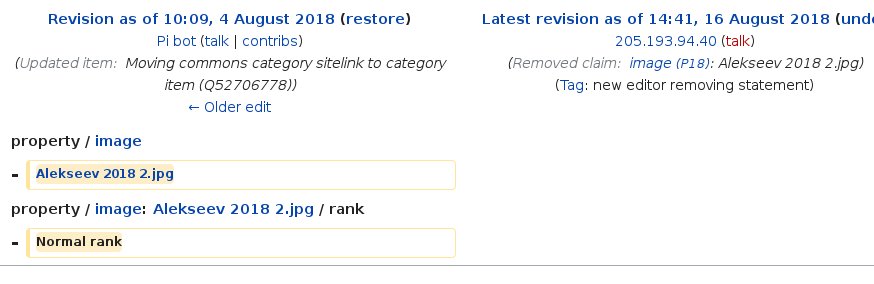 Revision as of 10:09, 4 August 2018 (restore)
Pi bot (talk | contribs)
(Updated item: Moving commons category sitelink to category
item (Q52706778))
← Older edit
Latest revision as of 14:41, 16 August 2018 (undo
205.193.94.40 (talk)
(Removed claim: image (P18): Alekseev 2018 2.jpg)
(Tag: new editor removing statement)
property / image
- Alekseev 2018 2.jpg
property / image: Alekseev 2018 2.jpg / rank
- Normal rank